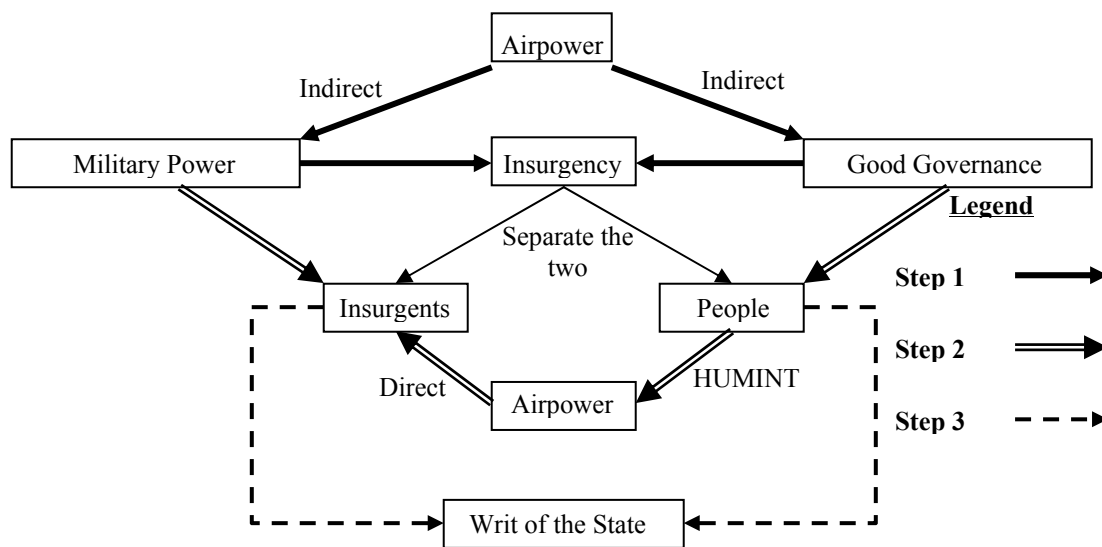 Airpower
Indirect
Indirect
Military Power
Insurgency
Good Governance
Legend
Separate the
two
Step 1
Insurgents
People
Step 2
Direct
HUMINT
Airpower
Step 3
Writ of the State